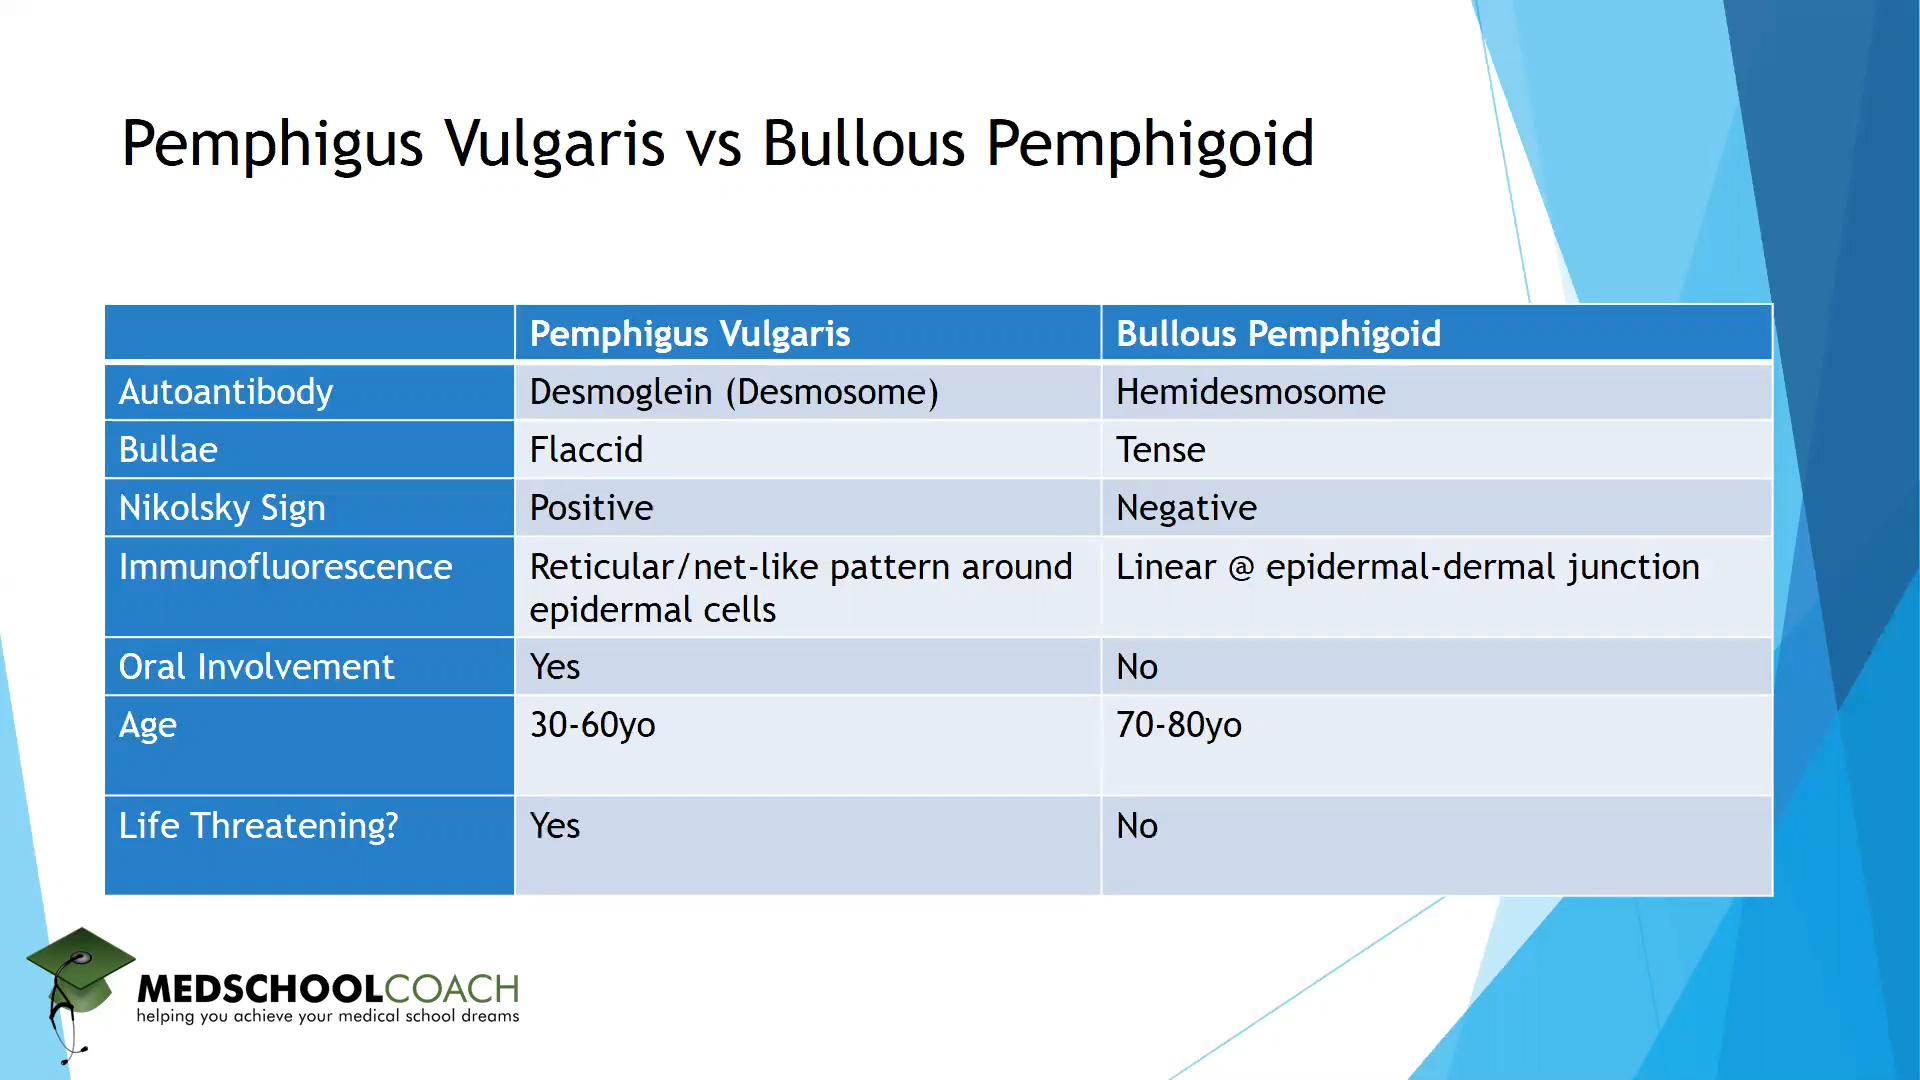 Pemphigus Vulgaris vs Bullous Pemphigoid
Pemphigus Vulgaris
Bullous Pemphigoid
Autoantibody
Desmoglein (Desmosome)
Hemidesmosome
Bullae
Flaccid
Tense
Nikolsky Sign
Positive
Negative
Immunofluorescence
Reticular/net-like pattern around
epidermal cells
Linear @ epidermal-dermal junction
Oral Involvement
Yes
No
Age
30-60yo
70-80yo
Life Threatening?
Yes
No
MEDSCHOOLCOACH
helping you achieve your medical school dreams